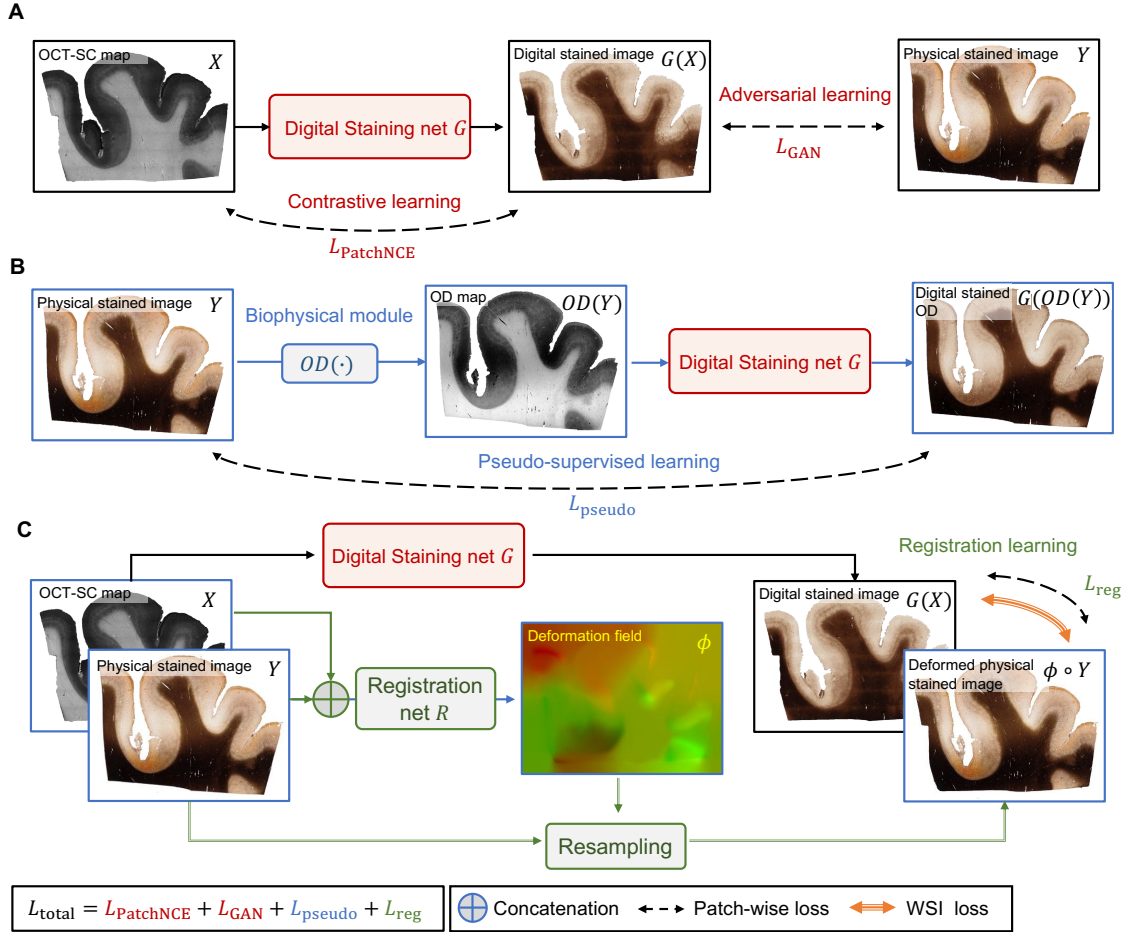 A
OCT-SC map
X
Digital Staining net G
Digital stained image
G(X)
Adversarial learning
L_GAN
Physical stained image
Y
Contrastive learning
L_PatchNCE
B
Physical stained image
Y
Biophysical module
OD(·)
OD map
OD(Y)
Digital Staining net G
Digital stained
OD
G(OD(Y))
Pseudo-supervised learning
L_pseudo
C
Digital Staining net G
OCT-SC map
X
Physical stained image
Y
Registration
net R
Deformation field
ϕ
Resampling
Digital stained image
G(X)
Registration learning
L_reg
Deformed physical
stained image
ϕ ∘ Y
L_total = L_PatchNCE + L_GAN + L_pseudo + L_reg
Concatenation
Patch-wise loss
WSI loss